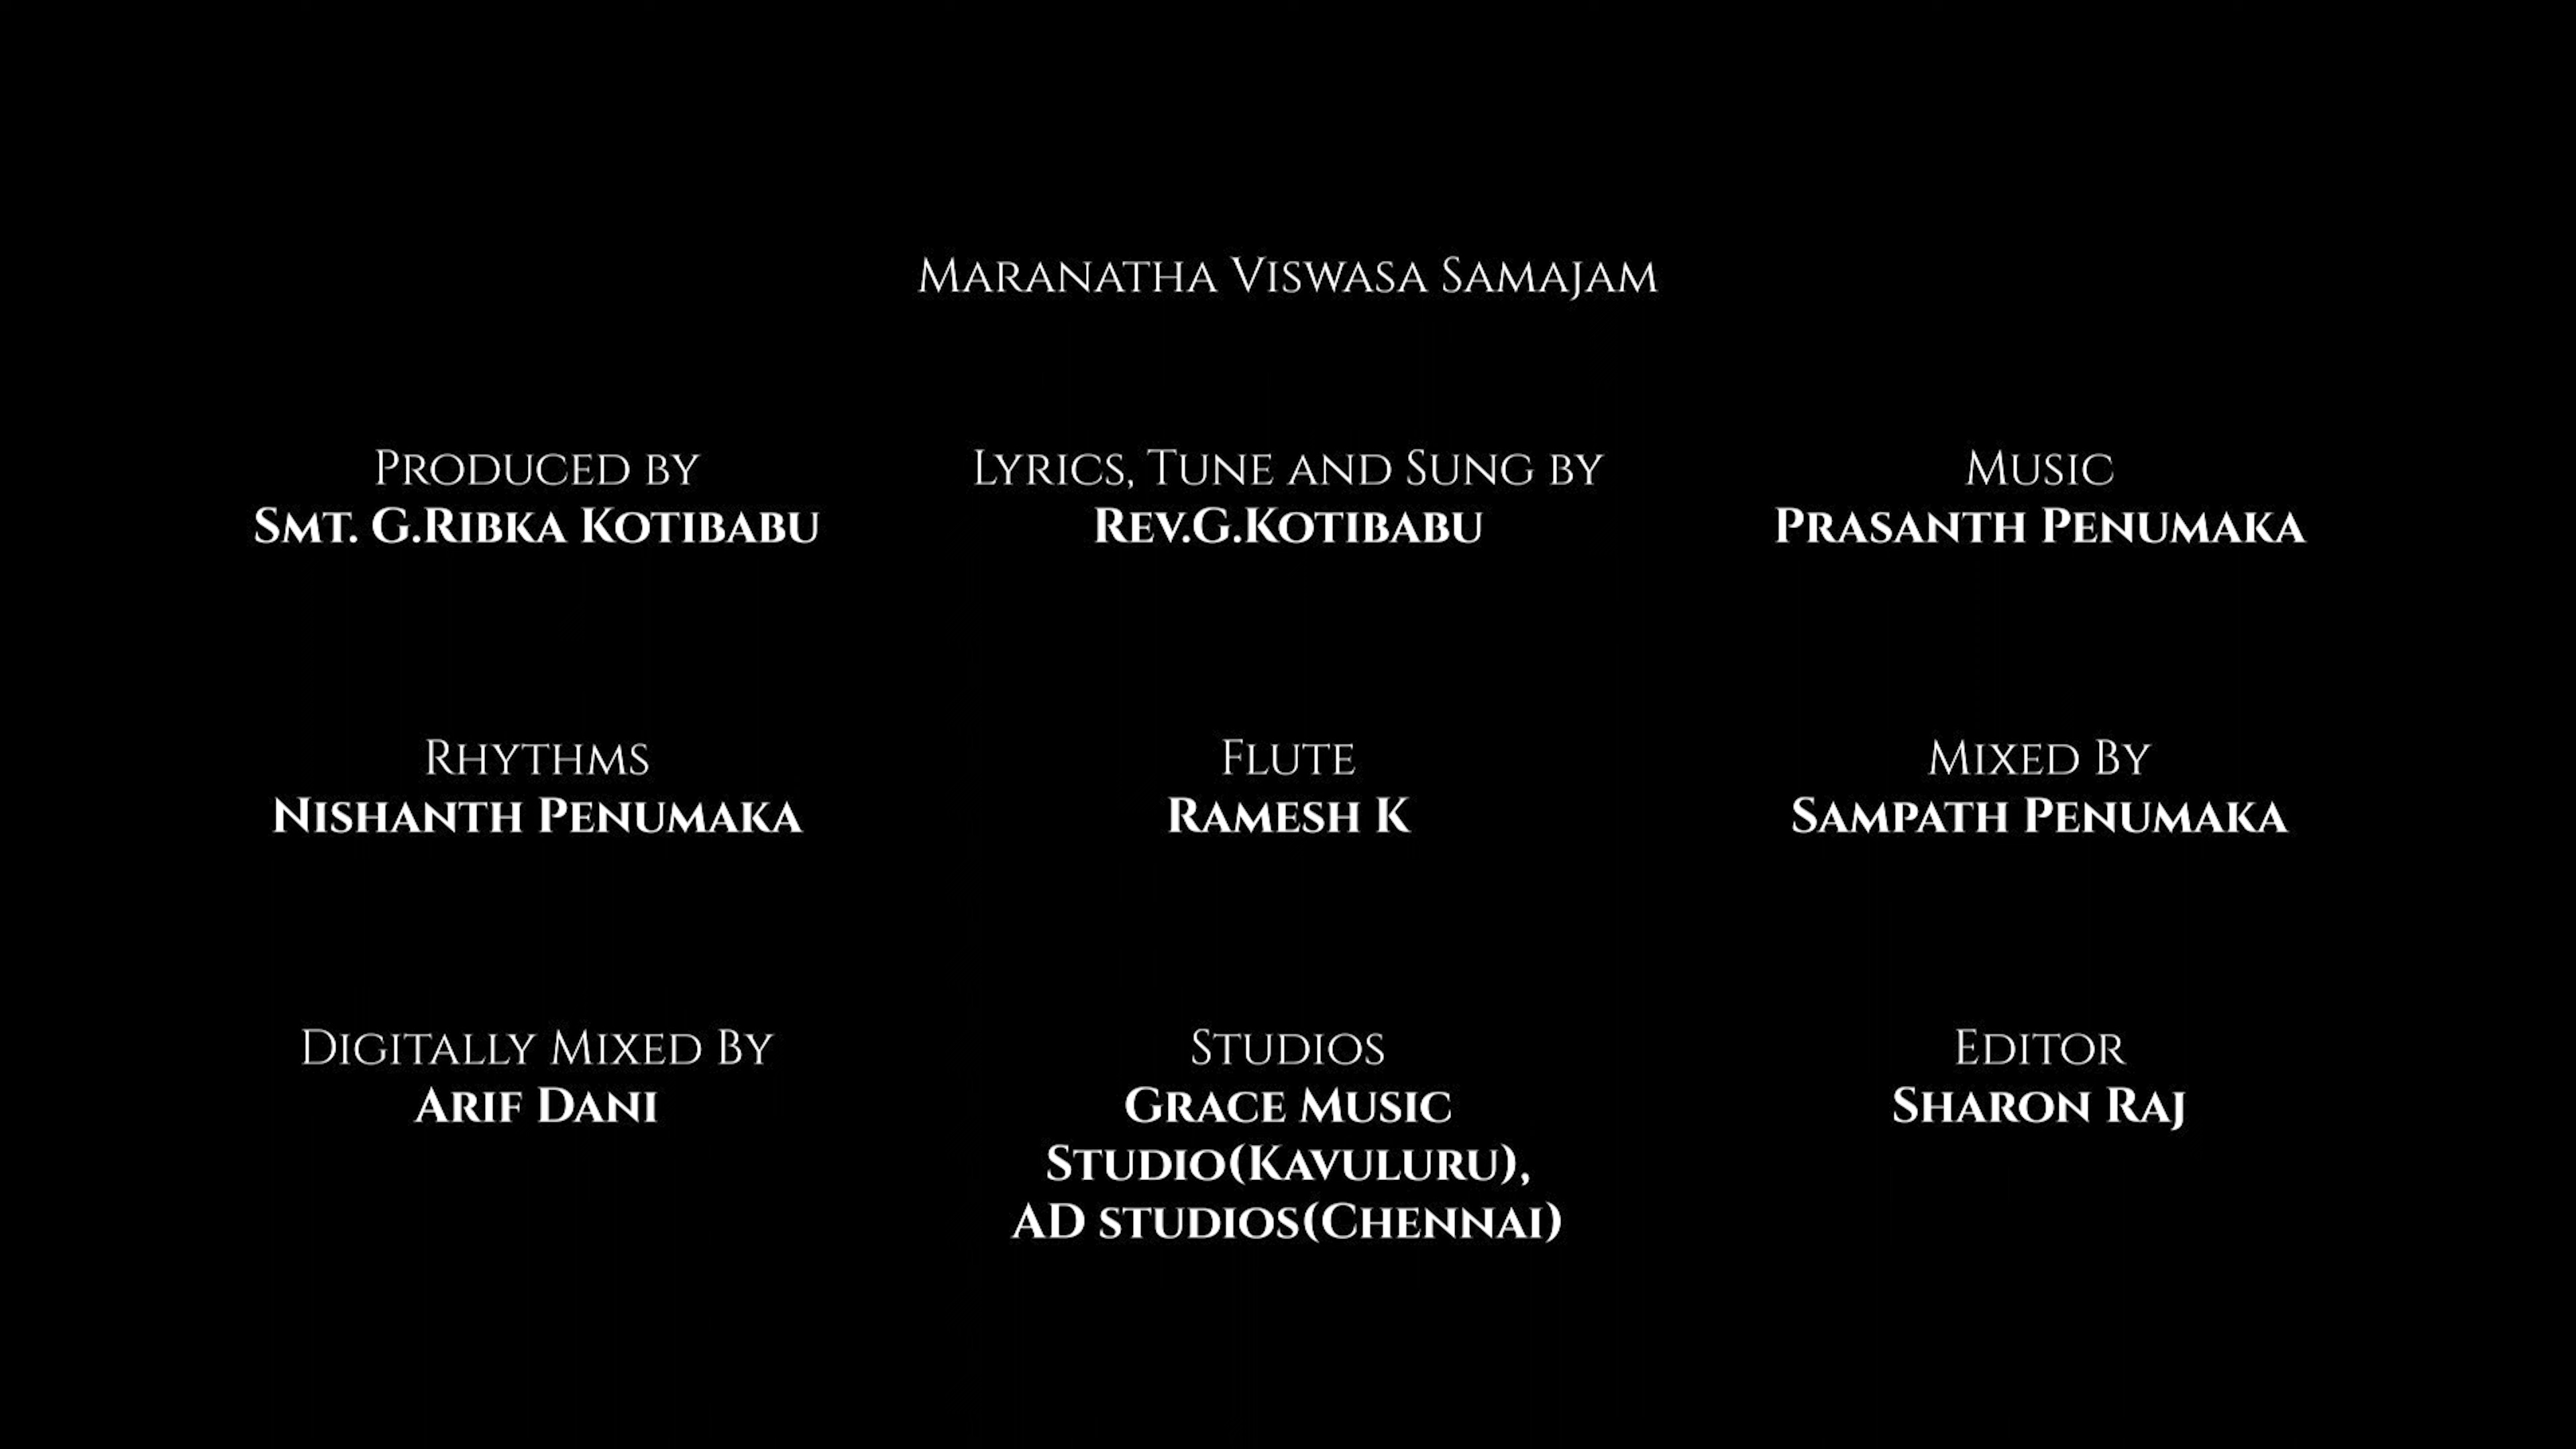 Maranatha Viswasa Samajam
Produced by
Smt. G.Ribka Kotibabu
Lyrics, Tune and Sung by
Rev.G.Kotibabu
Music
Prasanth Penumaka
Rhythms
Nishanth Penumaka
Flute
Ramesh K
Mixed By
Sampath Penumaka
Digitally Mixed By
Arif Dani
Studios
Grace Music
Studio(Kavuluru),
AD studios(Chennai)
Editor
Sharon Raj